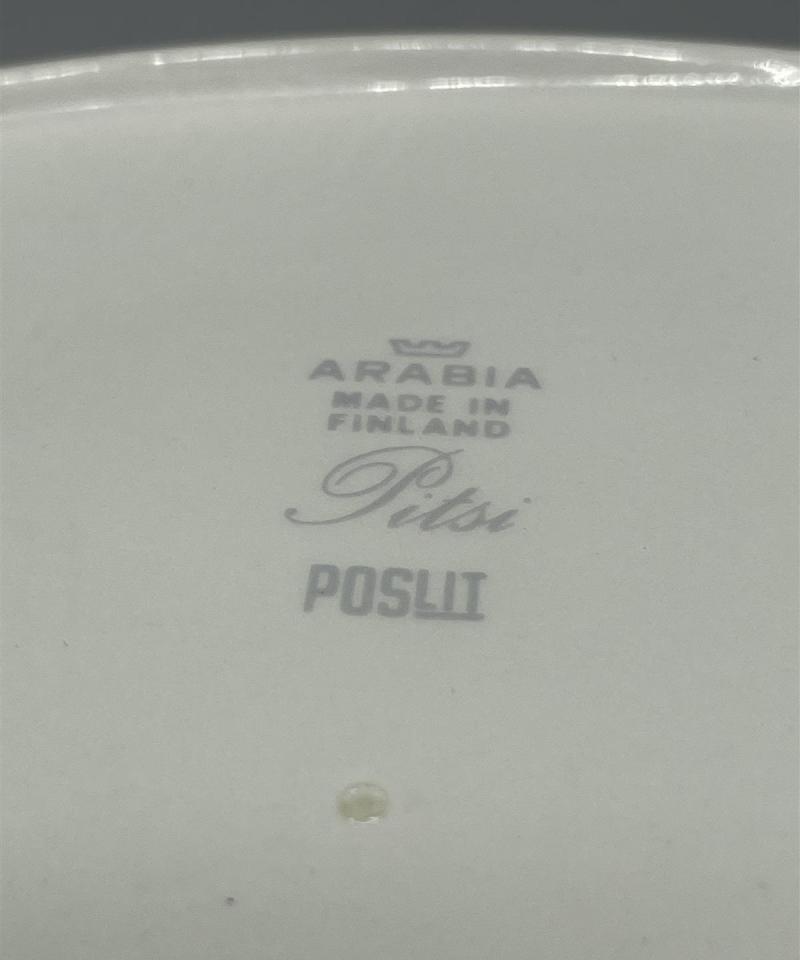 ARABIA
MADE IN
FINLAND
Pitsi
POSLIT